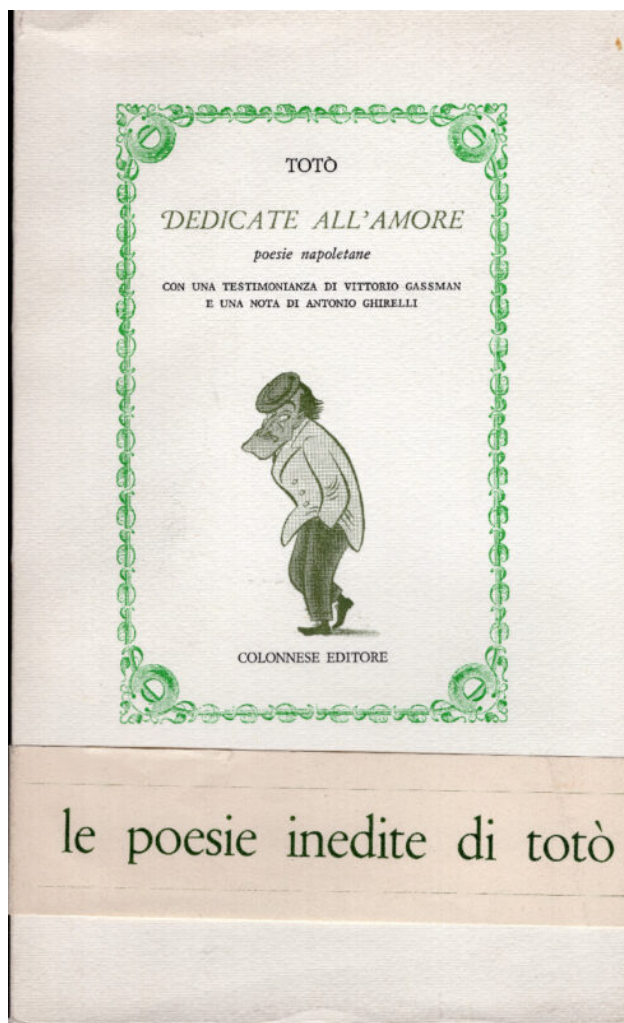 TOTÒ
DEDICATE ALL'AMORE
poesie napoletane
CON UNA TESTIMONIANZA DI VITTORIO GASSMAN
E UNA NOTA DI ANTONIO GHIRELLI
COLONNESE EDITORE
le poesie inedite di totò